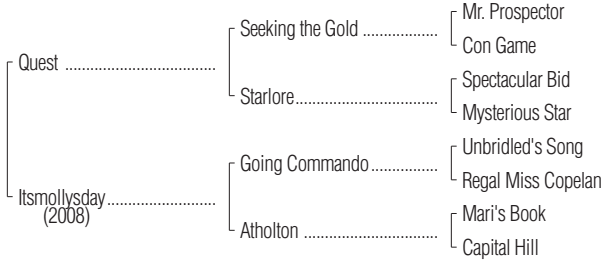 Mr. Prospector
Seeking the Gold ..................
Con Game
Quest ....................................
Spectacular Bid
Starlore..................................
Mysterious Star
Unbridled's Song
Going Commando................
Regal Miss Copelan
Itsmollysday..........................
(2008)
Mari's Book
Atholton ................................
Capital Hill